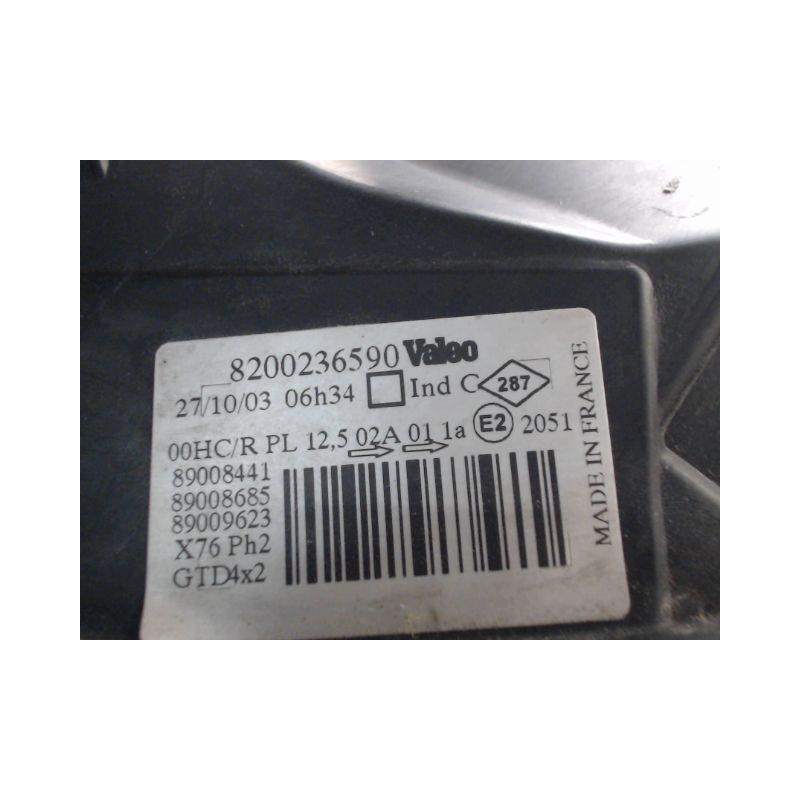 8200236590 Valeo
27/10/03 06h34 Ind C 287
00HC/R PL 12,5 02A 01 1a E2 2051
89008441
89008685
89009623
X76 Ph2
GTD4x2
MADE IN FRANCE